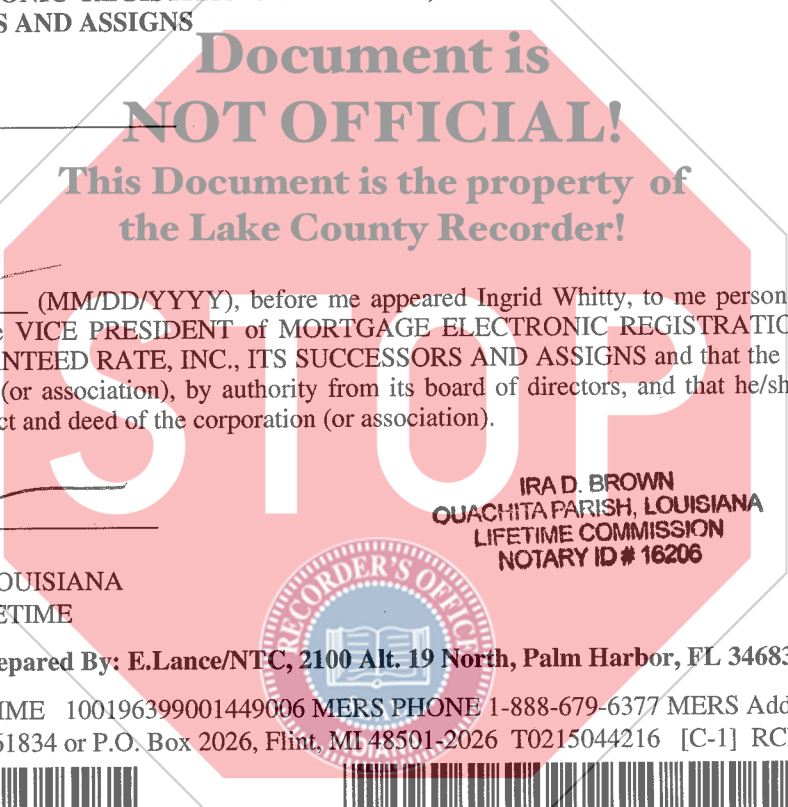 S AND ASSIGNS
Document is
NOT OFFICIAL!
This Document is the property of
the Lake County Recorder!
(MM/DD/YYYY), before me appeared Ingrid Whitty, to me person
e VICE PRESIDENT of MORTGAGE ELECTRONIC REGISTRATIO
ANTEED RATE, INC., ITS SUCCESSORS AND ASSIGNS and that the
(or association), by authority from its board of directors, and that he/sh
ct and deed of the corporation (or association).
STOP
IRA D. BROWN
OUACHITA PARISH, LOUISIANA
LIFETIME COMMISSION
NOTARY ID # 16206
OUISIANA
ETIME
RECORDER'S OFFICE
epared By: E.Lance/NTC, 2100 Alt. 19 North, Palm Harbor, FL 34683
IME 100196399001449006 MERS PHONE 1-888-679-6377 MERS Add
61834 or P.O. Box 2026, Flint, MI 48501-2026 T0215044216 [C-1] RC